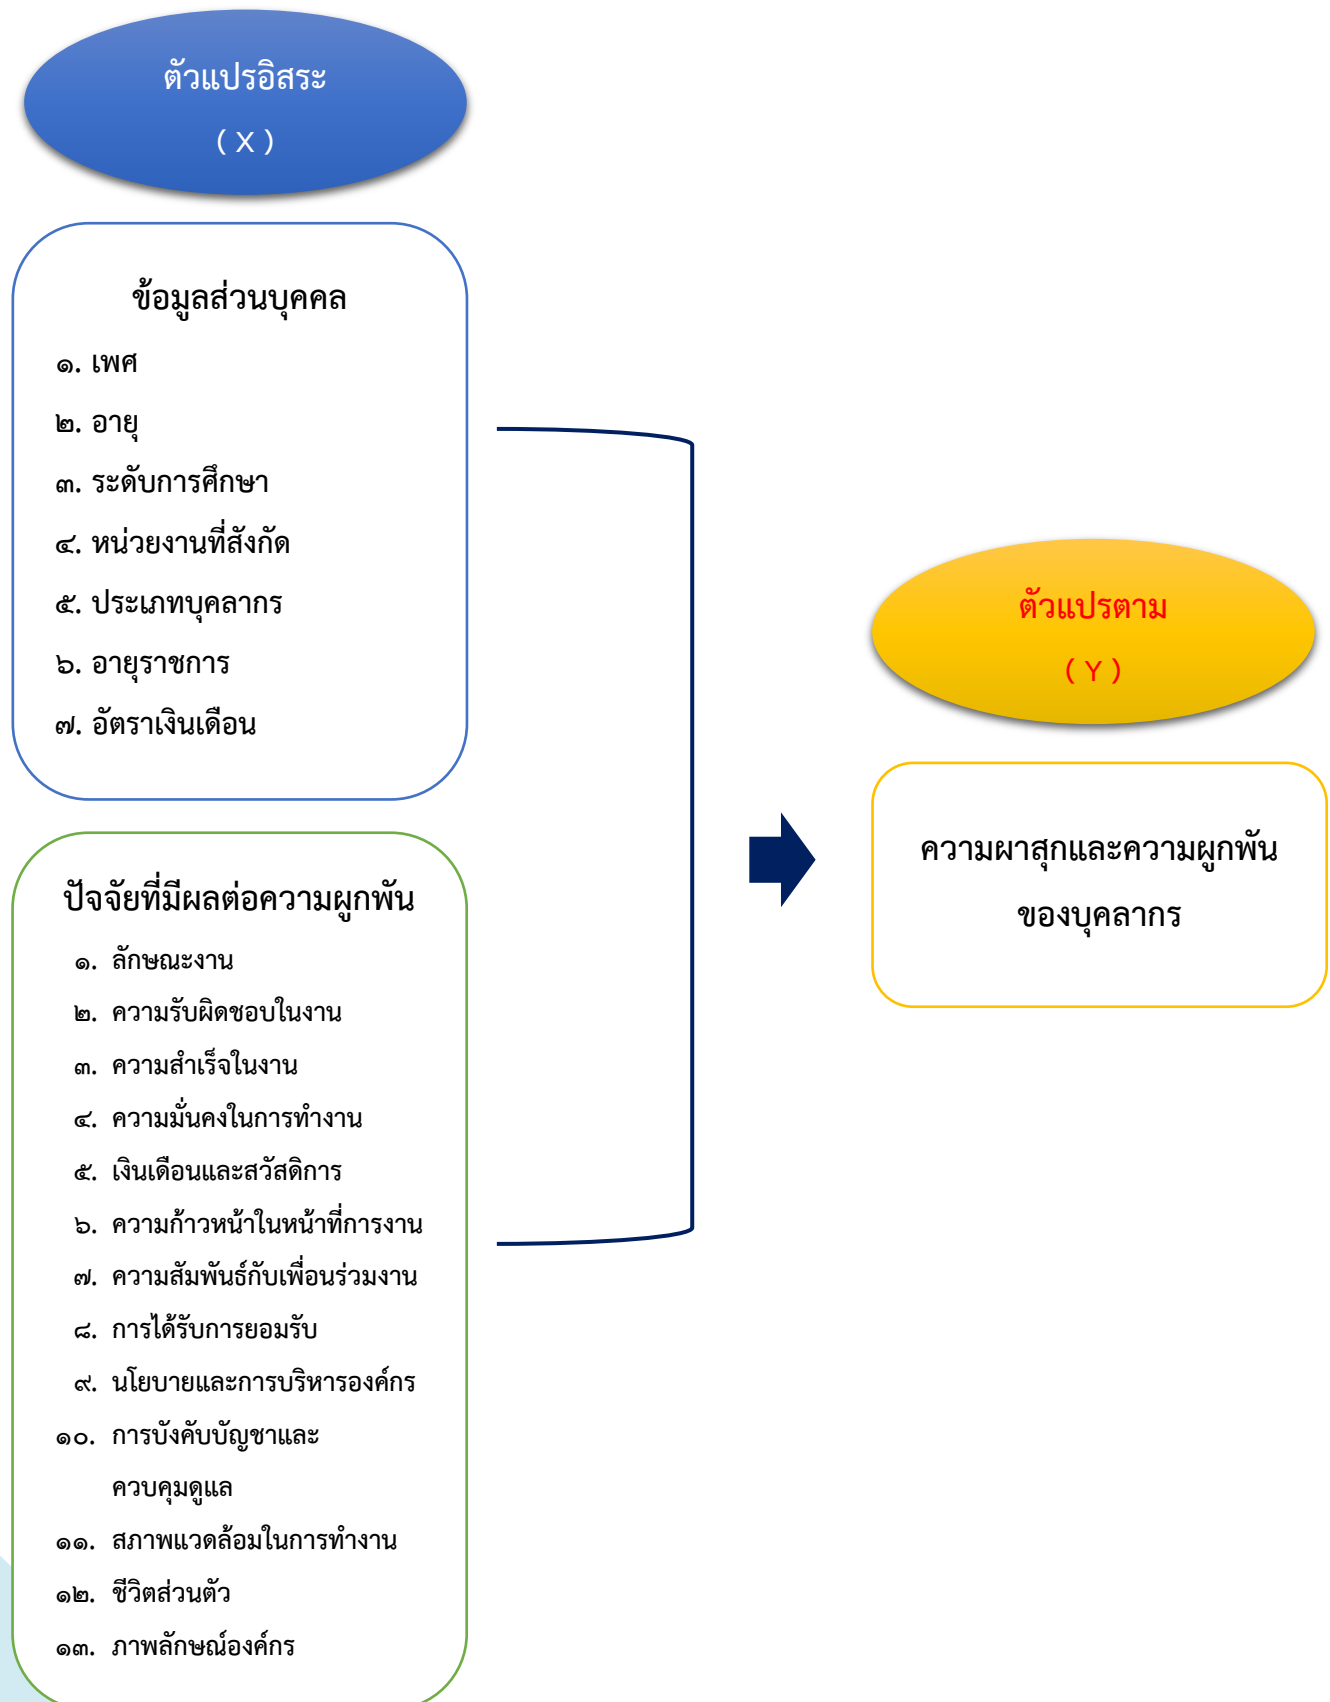 ตัวแปรอิสระ
( X )
ข้อมูลส่วนบุคคล
๑. เพศ
๒. อายุ
๓. ระดับการศึกษา
๔. หน่วยงานที่สังกัด
๕. ประเภทบุคลากร
๖. อายุราชการ
๗. อัตราเงินเดือน
ปัจจัยที่มีผลต่อความผูกพัน
๑. ลักษณะงาน
๒. ความรับผิดชอบในงาน
๓. ความสำเร็จในงาน
๔. ความมั่นคงในการทำงาน
๕. เงินเดือนและสวัสดิการ
๖. ความก้าวหน้าในหน้าที่การงาน
๗. ความสัมพันธ์กับเพื่อนร่วมงาน
๘. การได้รับการยอมรับ
๙. นโยบายและการบริหารองค์กร
๑๐. การบังคับบัญชาและ
ควบคุมดูแล
๑๑. สภาพแวดล้อมในการทำงาน
๑๒. ชีวิตส่วนตัว
๑๓. ภาพลักษณ์องค์กร
ตัวแปรตาม
( Y )
ความผาสุกและความผูกพัน
ของบุคลากร